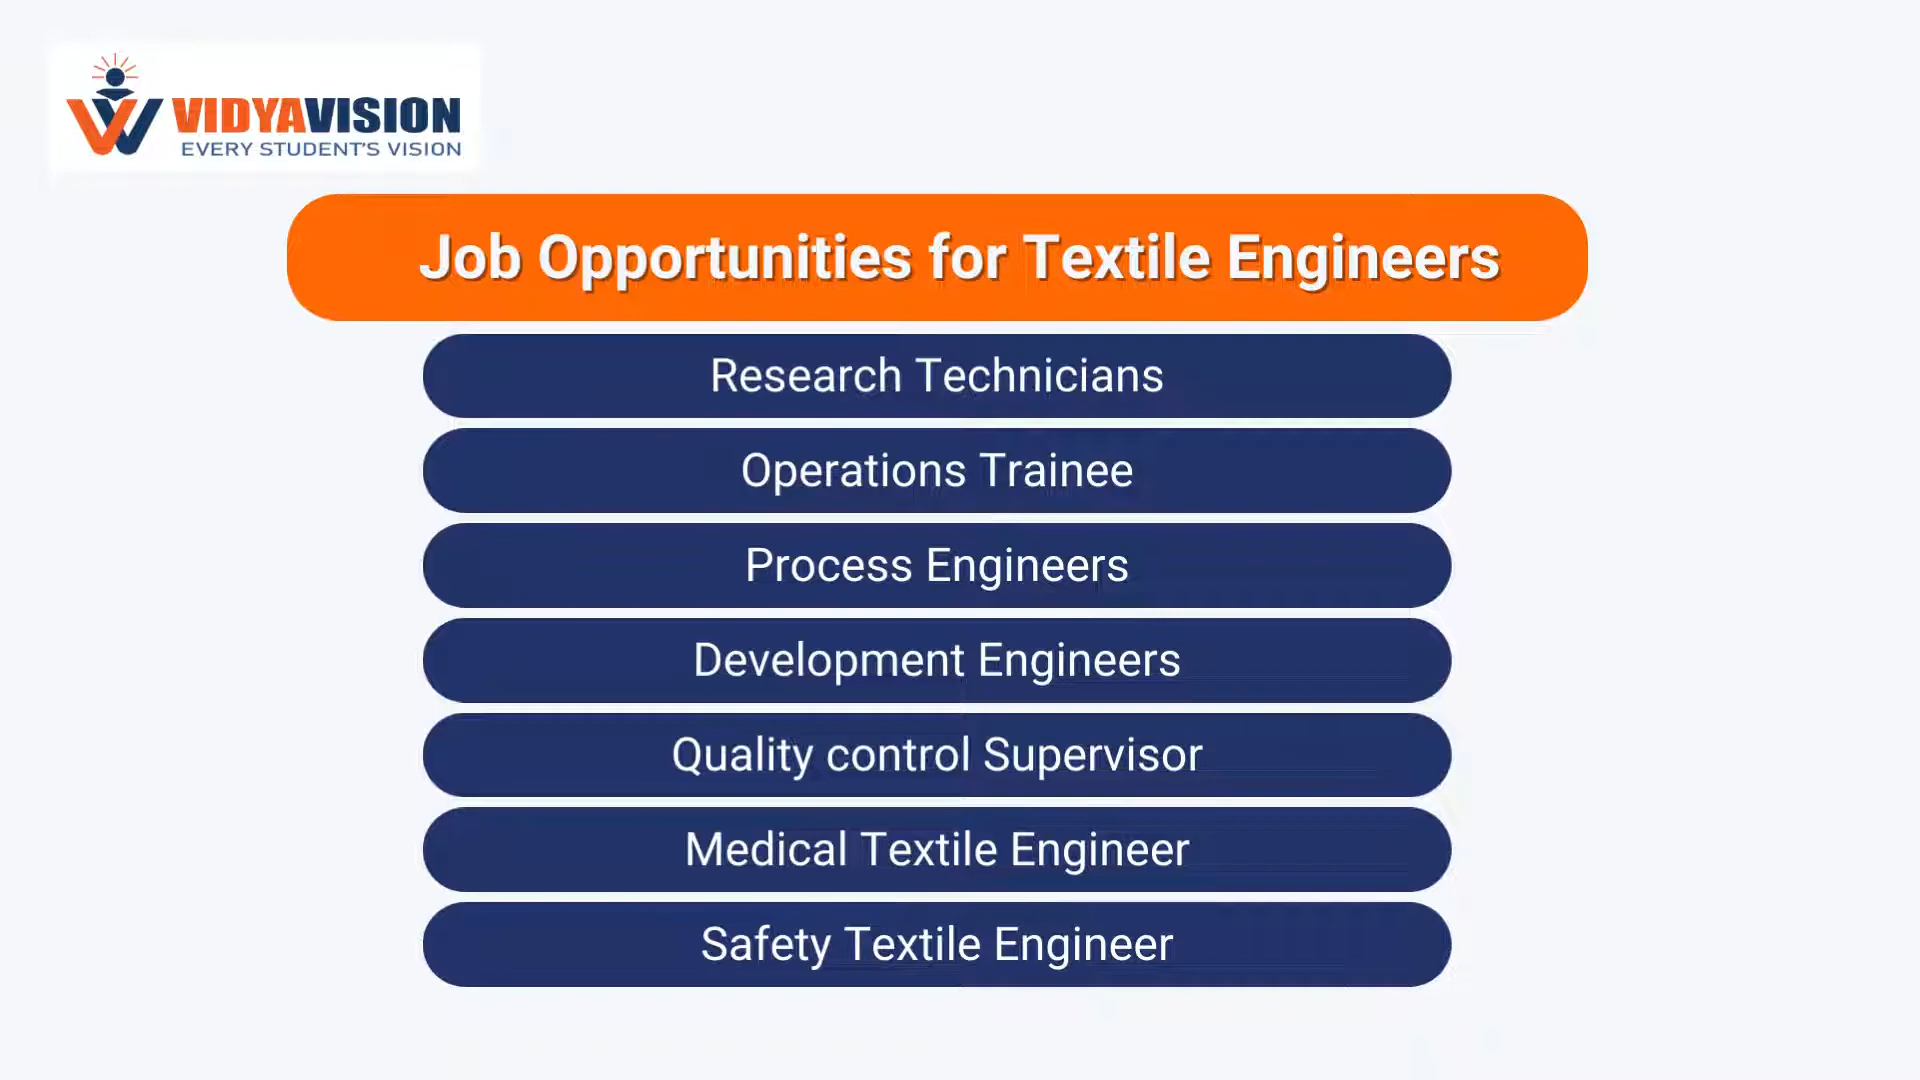 VIDYAVISION
EVERY STUDENT'S VISION
Job Opportunities for Textile Engineers
Research Technicians
Operations Trainee
Process Engineers
Development Engineers
Quality control Supervisor
Medical Textile Engineer
Safety Textile Engineer